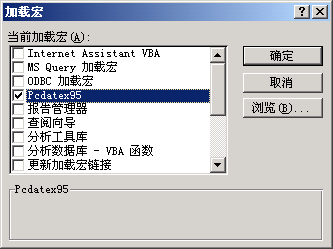 加载宏
当前加载宏(A):
Internet Assistant VBA
MS Query 加载宏
ODBC 加载宏
Pcdatex95
报告管理器
查阅向导
分析工具库
分析数据库 - VBA 函数
更新加载宏链接
确定
取消
浏览(B)...
Pcdatex95